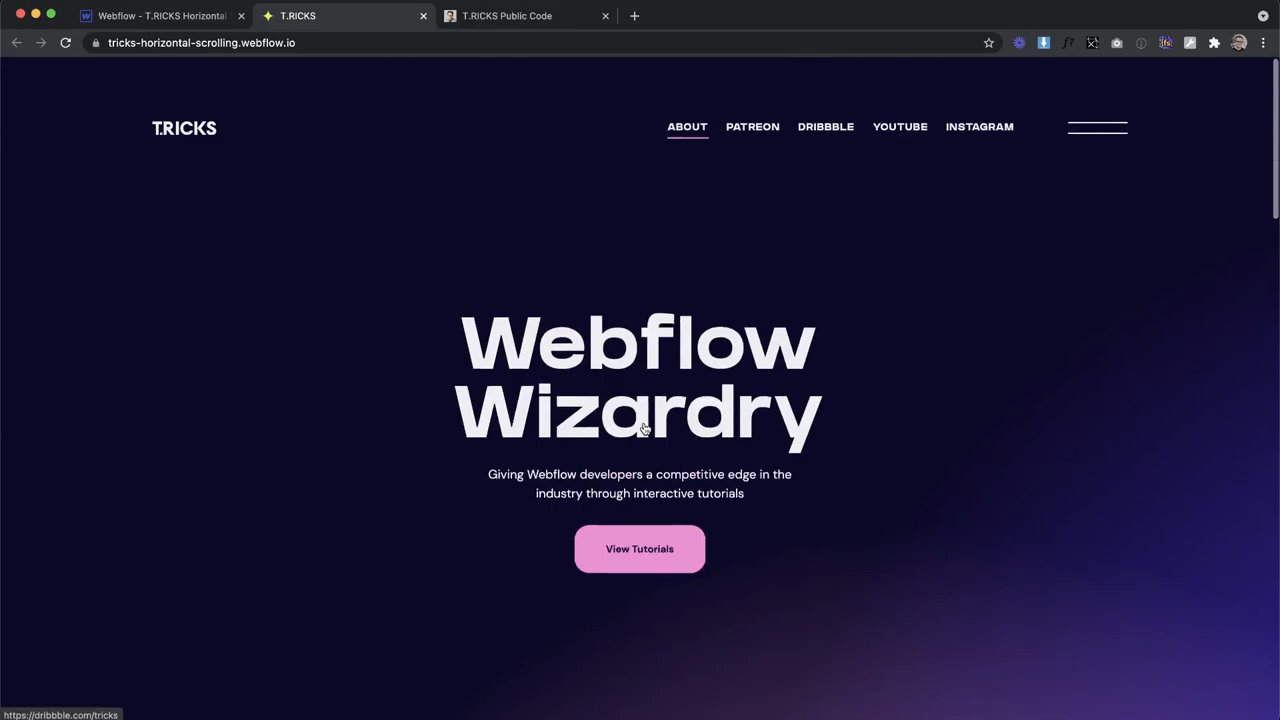 Webflow - T.RICKS Horizontal
T.RICKS
T.RICKS Public Code
tricks-horizontal-scrolling.webflow.io
T.RICKS
ABOUT
PATREON
DRIBBBLE
YOUTUBE
INSTAGRAM
Webflow
Wizardry
Giving Webflow developers a competitive edge in the
industry through interactive tutorials
View Tutorials
https://dribbble.com/tricks